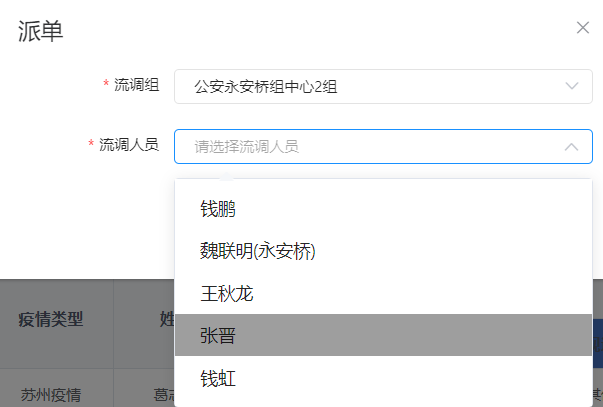 派单
* 流调组 公安永安桥组中心2组
* 流调人员 请选择流调人员
钱鹏
魏联明(永安桥)
王秋龙
张晋
钱虹
疫情类型
苏州疫情